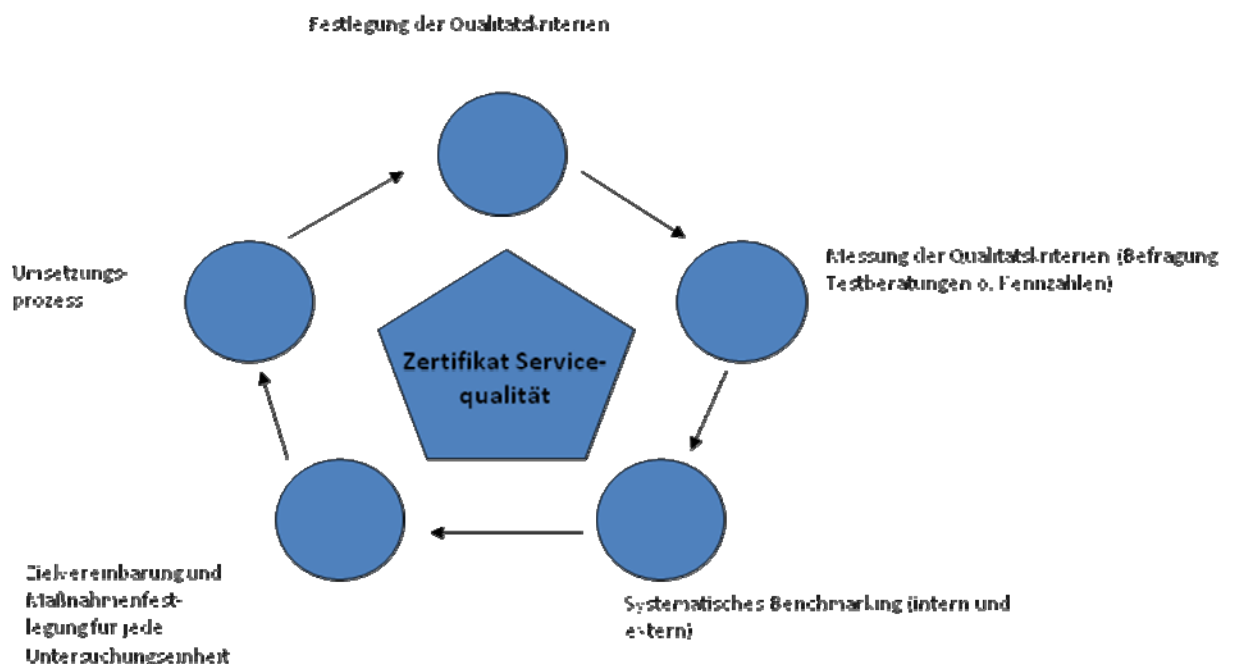 Festlegung der Qualitätskriterien
Messung der Qualitätskriterien (Befragung
Testberatungen o. Kennzahlen)
Umsetzungs-
prozess
Zertifikat Service-
qualität
Zielvereinbarung und
Maßnahmenfest-
legung für jede
Untersuchungseinheit
Systematisches Benchmarking (intern und
extern)